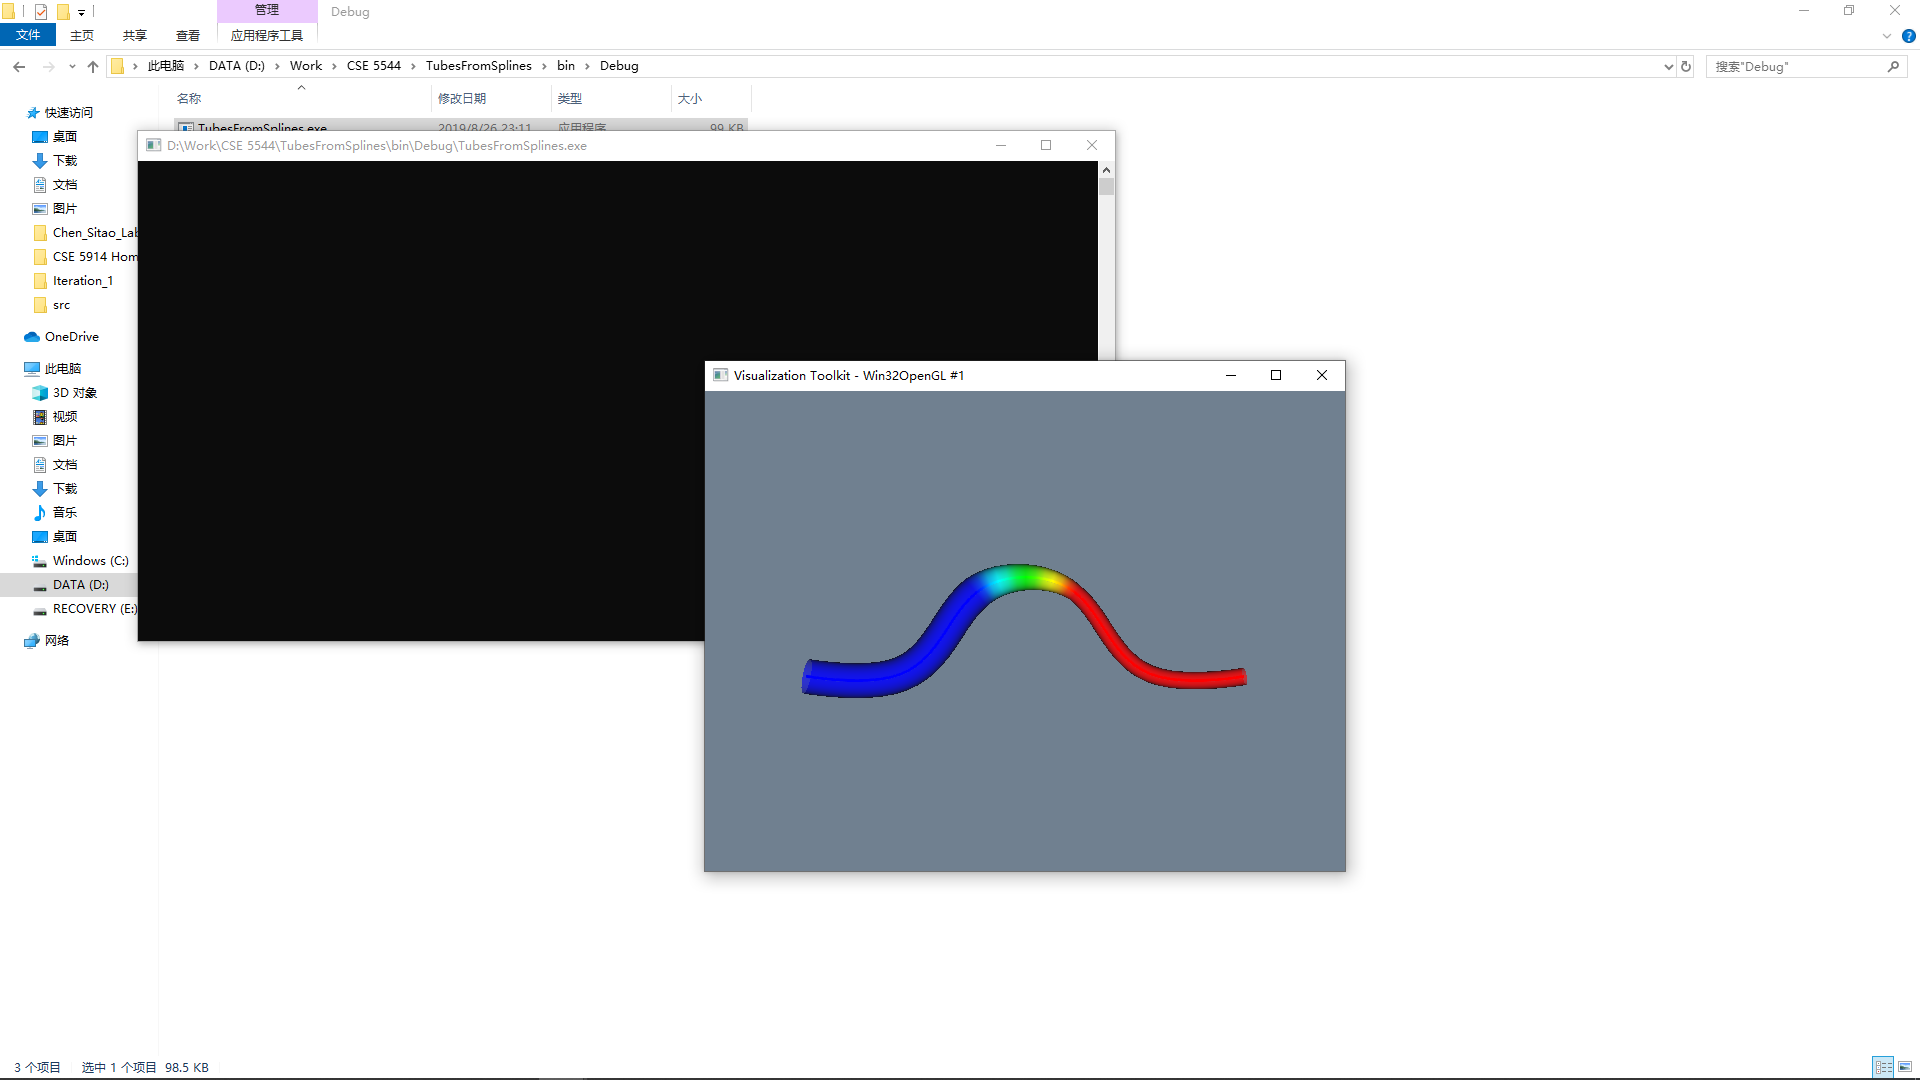 管理
Debug
文件
主页
共享
查看
应用程序工具
此电脑 DATA (D:) Work CSE 5544 TubesFromSplines bin Debug
搜索"Debug"
名称
修改日期
类型
大小
TubesFromSplines.exe
2019/8/26 23:11
应用程序
99 KB
快速访问
桌面
下载
文档
图片
Chen_Sitao_Lab
CSE 5914 Hom
Iteration_1
src
OneDrive
此电脑
3D 对象
视频
图片
文档
下载
音乐
桌面
Windows (C:)
DATA (D:)
RECOVERY (E:)
网络
D:\Work\CSE 5544\TubesFromSplines\bin\Debug\TubesFromSplines.exe
Visualization Toolkit - Win32OpenGL #1
3 个项目
选中 1 个项目 98.5 KB